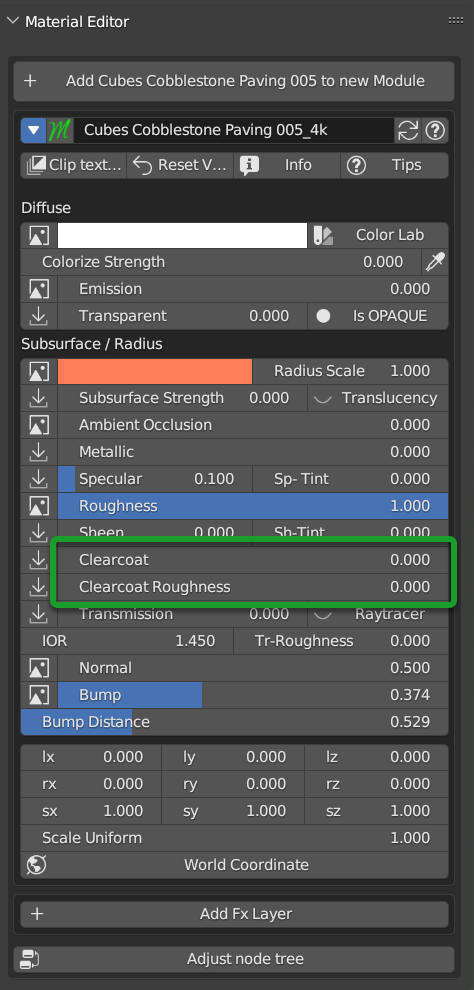 Material Editor
Add Cubes Cobblestone Paving 005 to new Module
Cubes Cobblestone Paving 005_4k
Clip text... Reset V... Info Tips
Diffuse
Color Lab
Colorize Strength 0.000
Emission 0.000
Transparent 0.000 Is OPAQUE
Subsurface / Radius
Radius Scale 1.000
Subsurface Strength 0.000 Translucency
Ambient Occlusion 0.000
Metallic 0.000
Specular 0.100 Sp- Tint 0.000
Roughness 1.000
Sheen 0.000 Sh-Tint 0.000
Clearcoat 0.000
Clearcoat Roughness 0.000
Transmission 0.000 Raytracer
IOR 1.450 Tr-Roughness 0.000
Normal 0.500
Bump 0.374
Bump Distance 0.529
lx 0.000 ly 0.000 lz 0.000
rx 0.000 ry 0.000 rz 0.000
sx 1.000 sy 1.000 sz 1.000
Scale Uniform 1.000
World Coordinate
Add Fx Layer
Adjust node tree